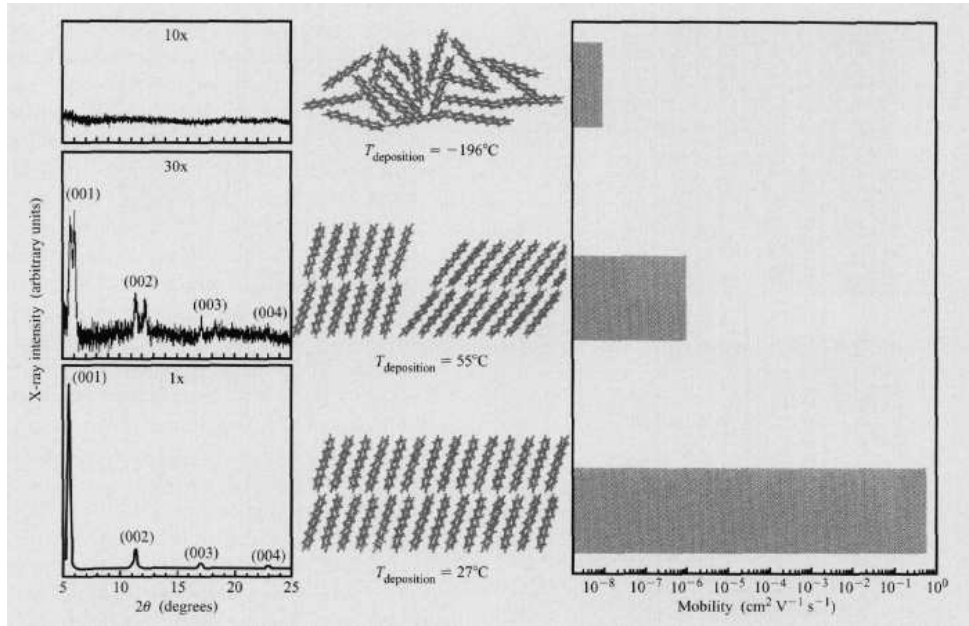 10x
T_deposition = −196°C
30x
(001)
(002)
(003)
(004)
T_deposition = 55°C
(001)
1x
(002)
(003)
(004)
T_deposition = 27°C
X-ray intensity (arbitrary units)
5 10 15 20 25
2θ (degrees)
10⁻⁸ 10⁻⁷ 10⁻⁶ 10⁻⁵ 10⁻⁴ 10⁻³ 10⁻² 10⁻¹ 10⁰
Mobility (cm² V⁻¹ s⁻¹)